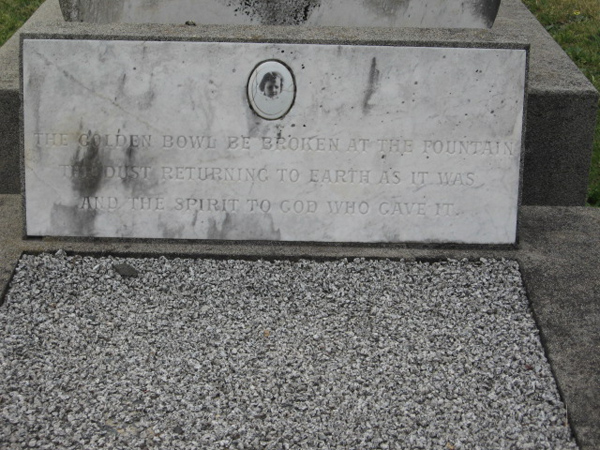 THE GOLDEN BOWL BE BROKEN AT THE FOUNTAIN
THE DUST RETURNING TO EARTH AS IT WAS
AND THE SPIRIT TO GOD WHO GAVE IT.